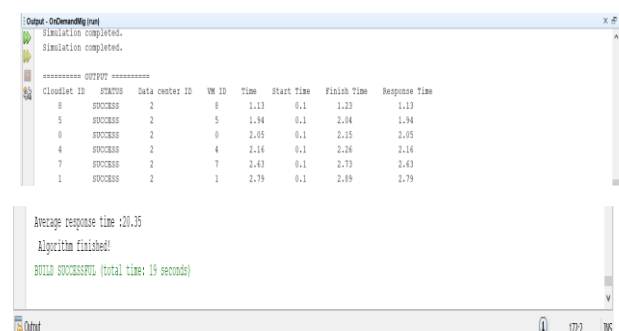 Output - OnDemandMig (run)
Simulation completed.
Simulation completed.
========== OUTPUT ==========
Cloudlet ID STATUS Data center ID VM ID Time Start Time Finish Time Response Time
8 SUCCESS 2 8 1.13 0.1 1.23 1.13
5 SUCCESS 2 5 1.94 0.1 2.04 1.94
0 SUCCESS 2 0 2.05 0.1 2.15 2.05
4 SUCCESS 2 4 2.16 0.1 2.26 2.16
7 SUCCESS 2 7 2.63 0.1 2.73 2.63
1 SUCCESS 2 1 2.79 0.1 2.89 2.79
Average response time :20.35
Algorithm finished!
BUILD SUCCESSFUL (total time: 19 seconds)
Output 172:2 INS